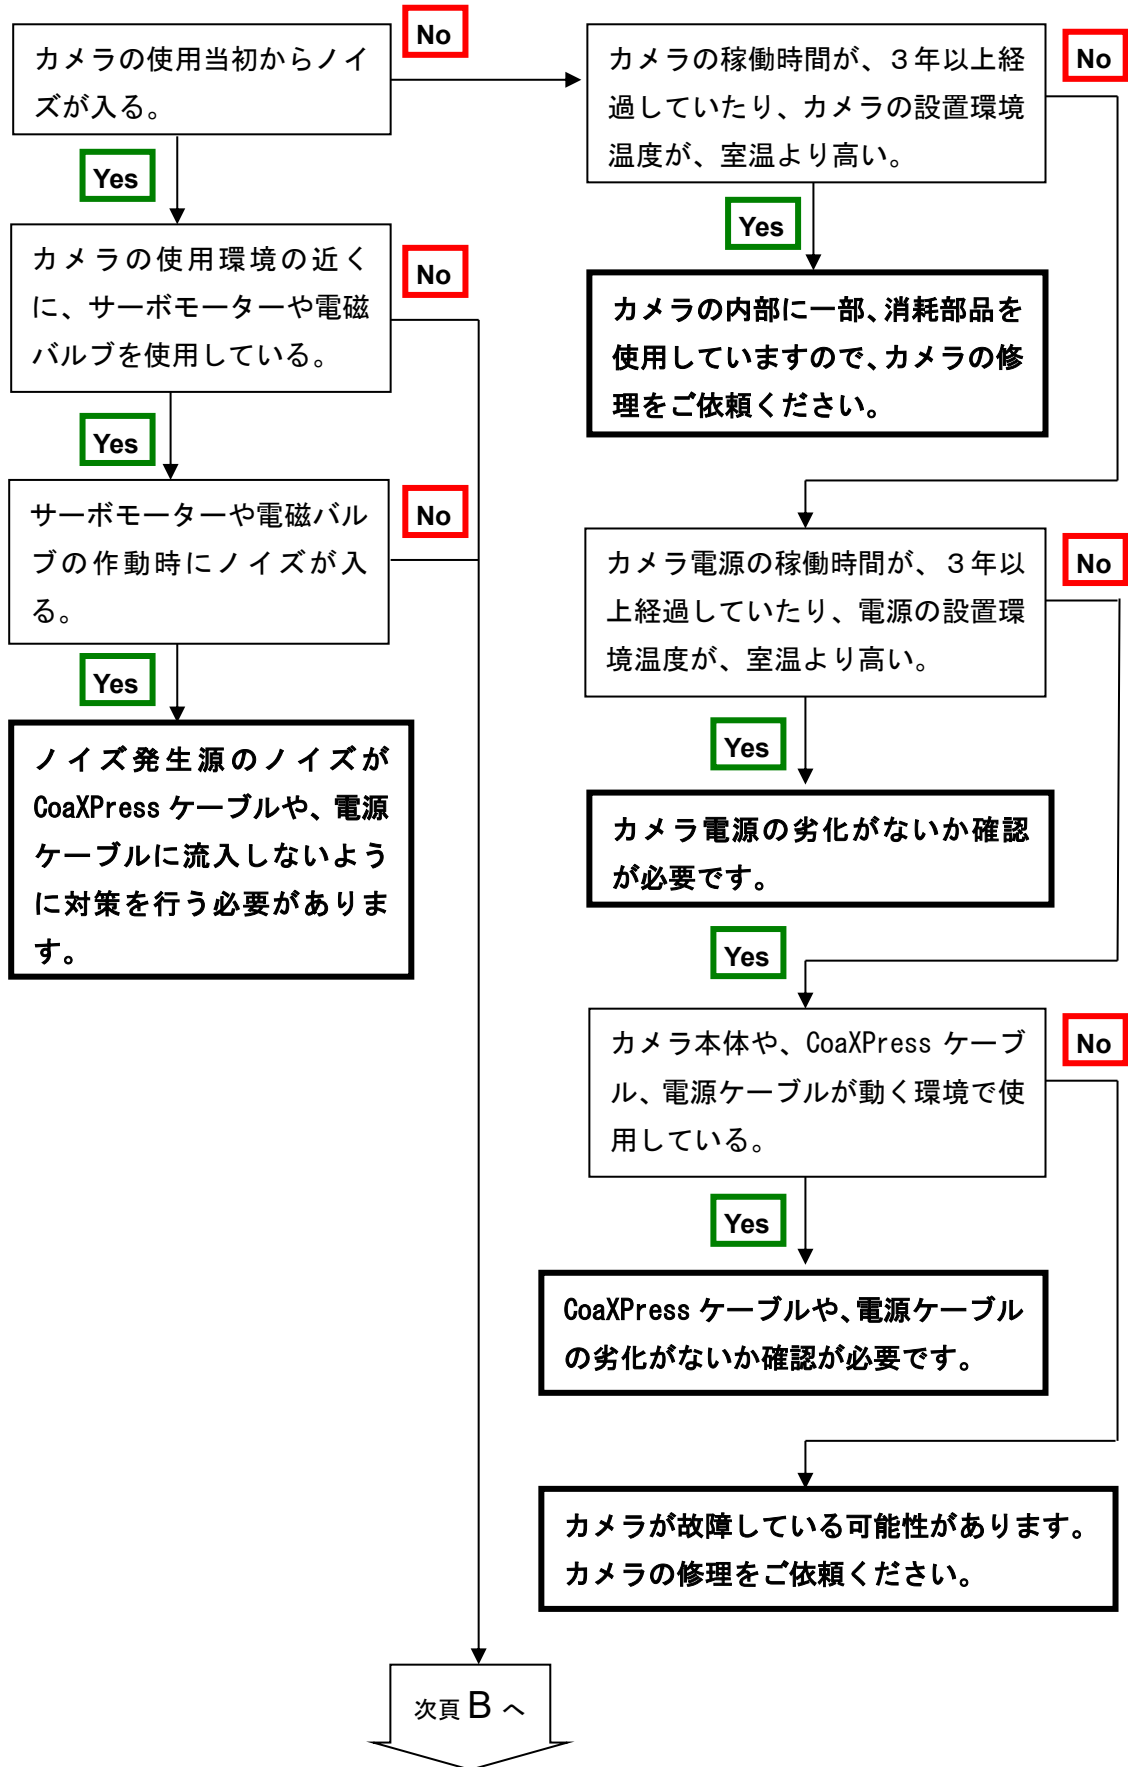 カメラの使用当初からノイ
ズが入る。
No
Yes
カメラの使用環境の近く
に、サーボモーターや電磁
バルブを使用している。
No
Yes
サーボモーターや電磁バル
ブの作動時にノイズが入
る。
No
Yes
ノイズ発生源のノイズが
CoaXPress ケーブルや、電源
ケーブルに流入しないよう
に対策を行う必要がありま
す。
カメラの稼働時間が、３年以上経
過していたり、カメラの設置環境
温度が、室温より高い。
No
Yes
カメラの内部に一部、消耗部品を
使用していますので、カメラの修
理をご依頼ください。
カメラ電源の稼働時間が、３年以
上経過していたり、電源の設置環
境温度が、室温より高い。
No
Yes
カメラ電源の劣化がないか確認
が必要です。
Yes
カメラ本体や、CoaXPress ケーブ
ル、電源ケーブルが動く環境で使
用している。
No
Yes
CoaXPress ケーブルや、電源ケーブル
の劣化がないか確認が必要です。
カメラが故障している可能性があります。
カメラの修理をご依頼ください。
次頁 B へ